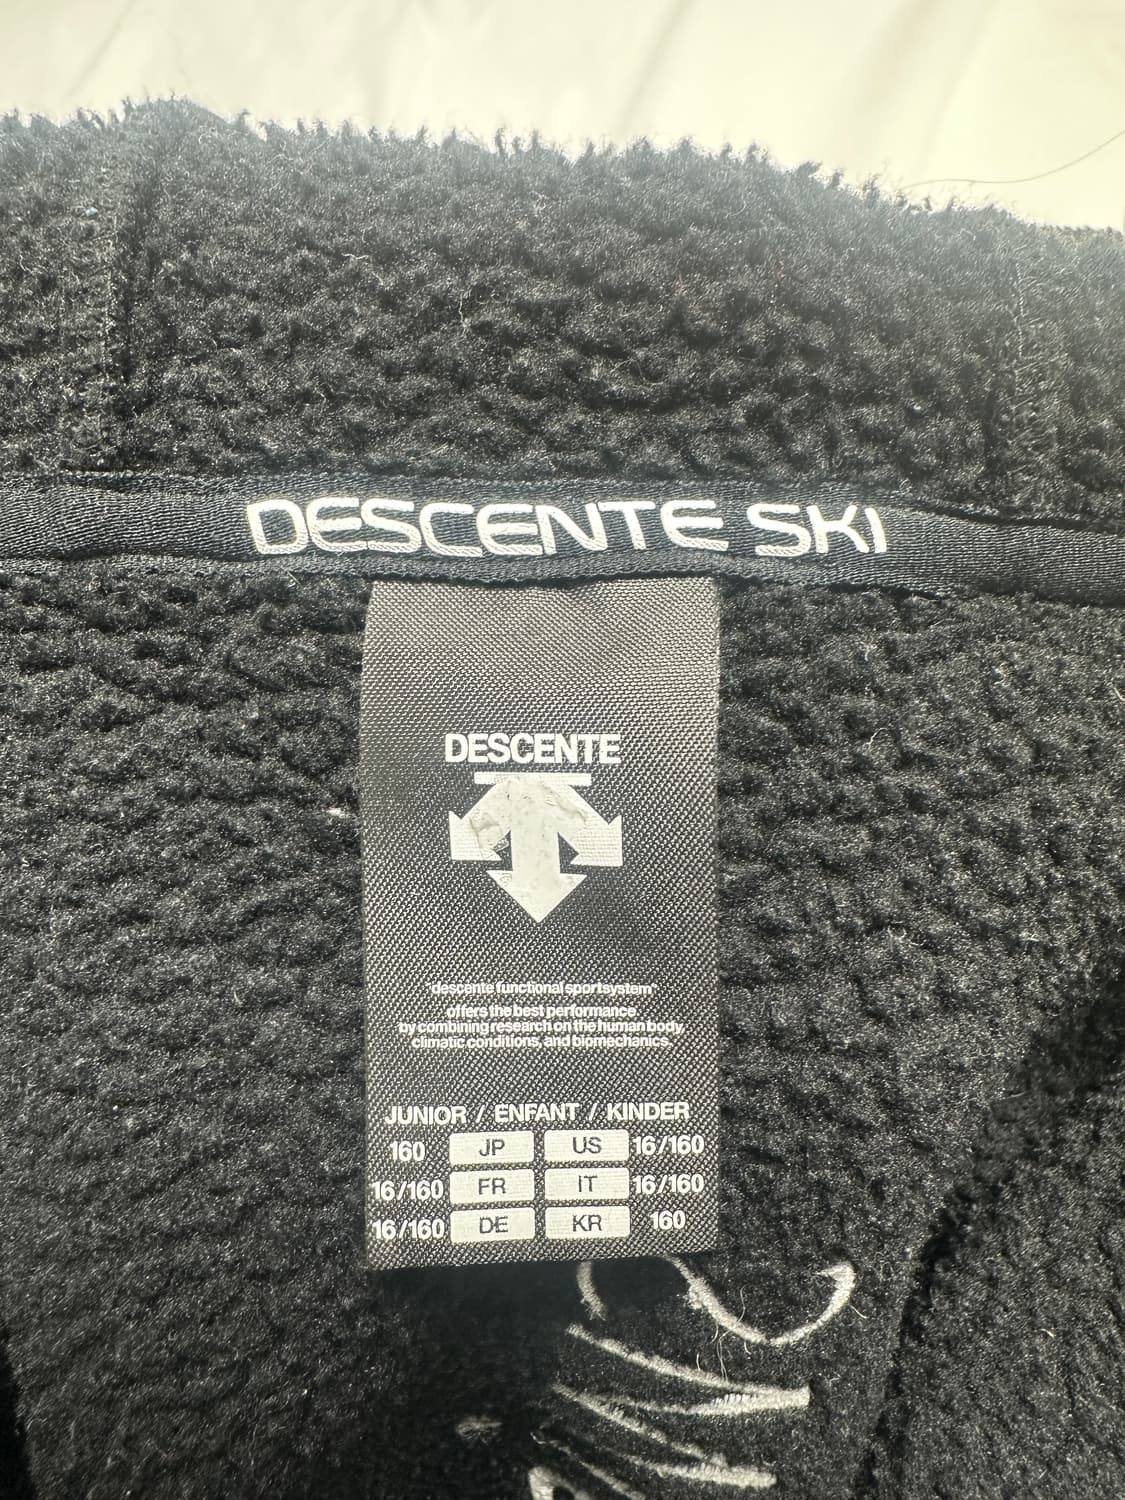 DESCENTE SKI
DESCENTE
"descente functional sportsystem"
offers the best performance
by combining research on the human body,
climatic conditions, and biomechanics.
JUNIOR / ENFANT / KINDER
160 JP US 16/160
16/160 FR IT 16/160
16/160 DE KR 160